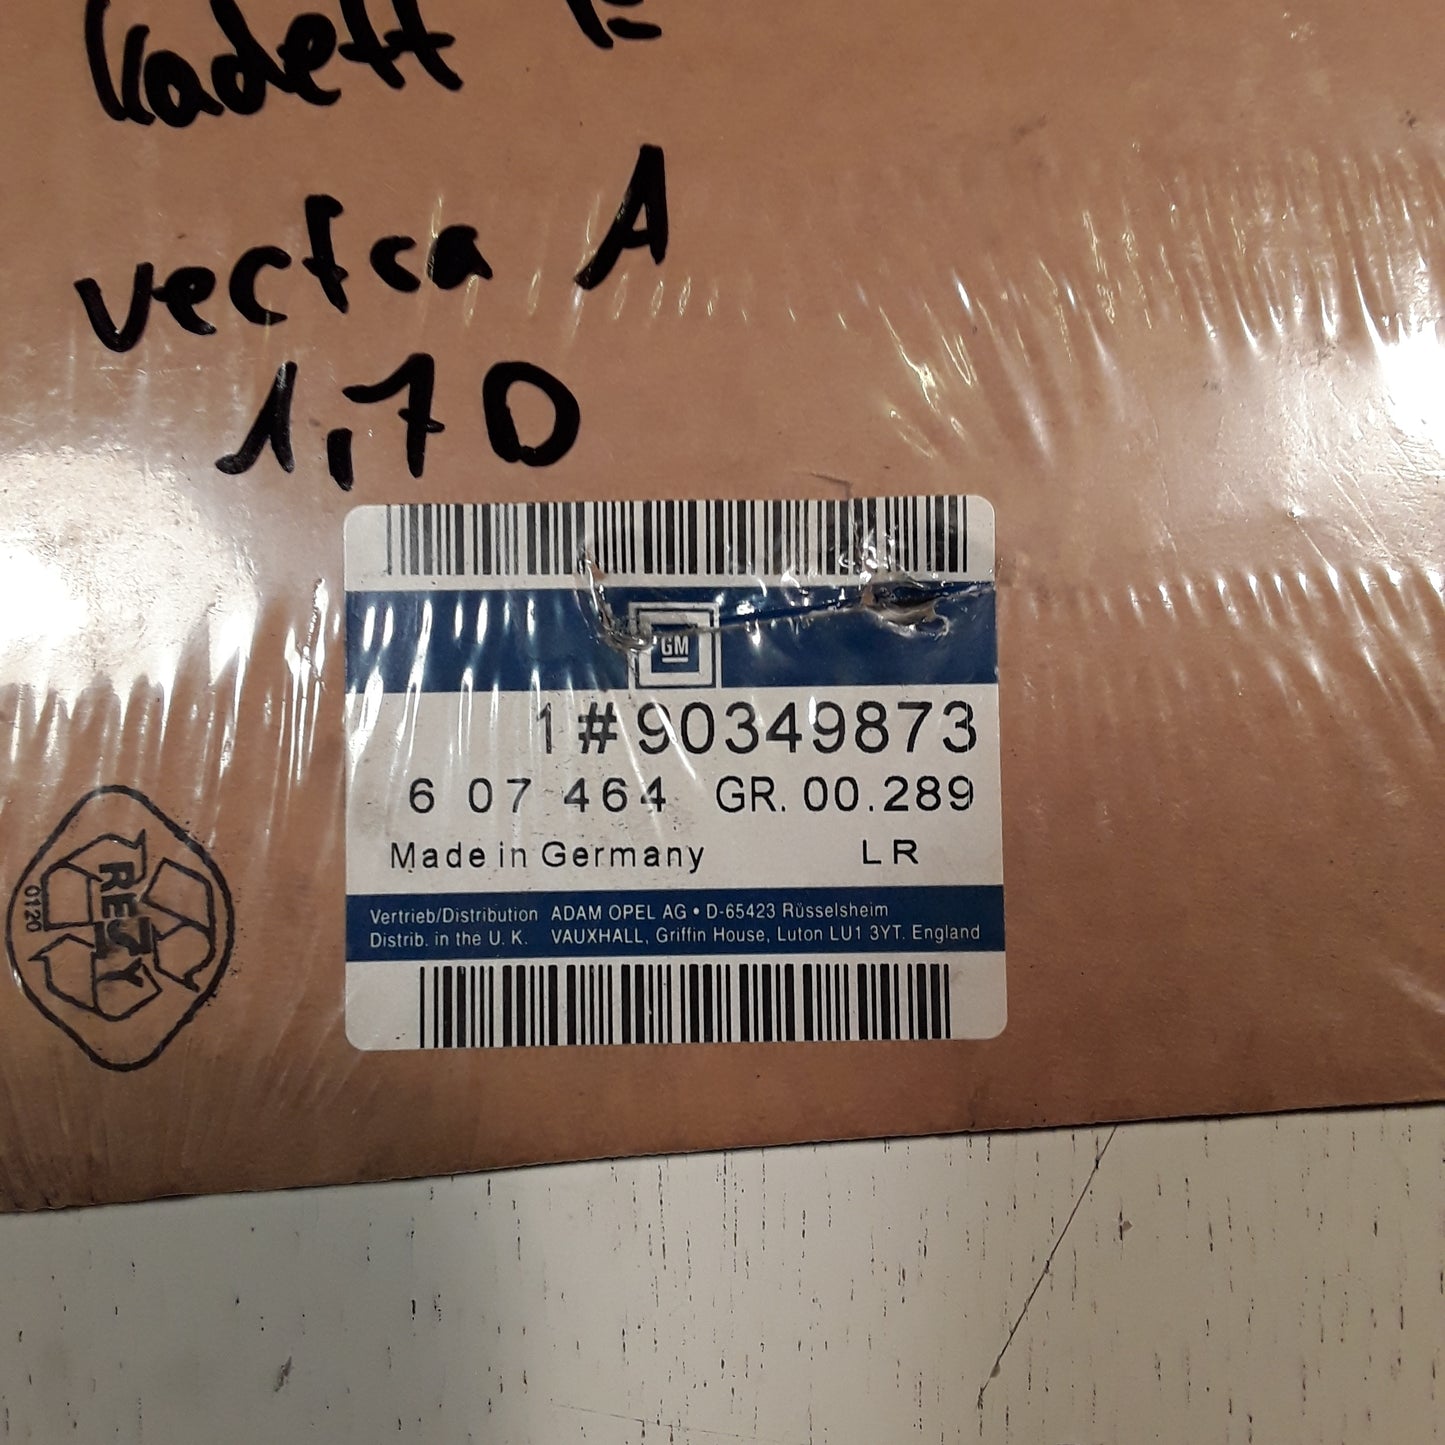 Kadett E
vectra A
1,7D
GM
1#90349873
6 07 464 GR. 00.289
Made in Germany LR
Vertrieb/Distribution ADAM OPEL AG • D-65423 Rüsselsheim
Distrib. in the U. K. VAUXHALL, Griffin House, Luton LU1 3YT. England
RESY
0120